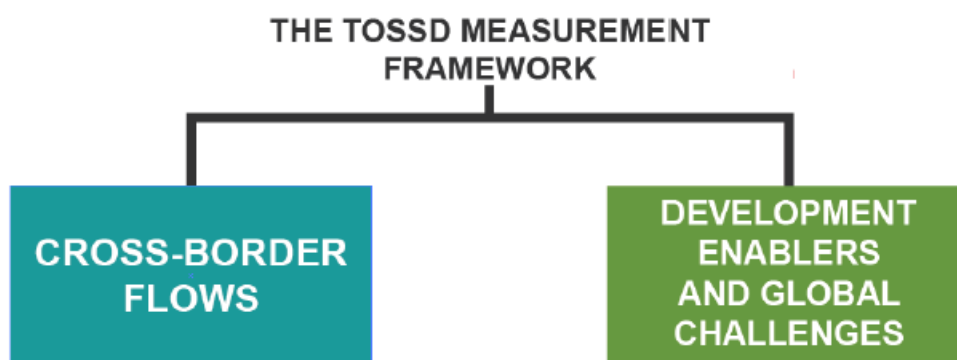 THE TOSSD MEASUREMENT
FRAMEWORK
CROSS-BORDER
FLOWS
DEVELOPMENT
ENABLERS
AND GLOBAL
CHALLENGES